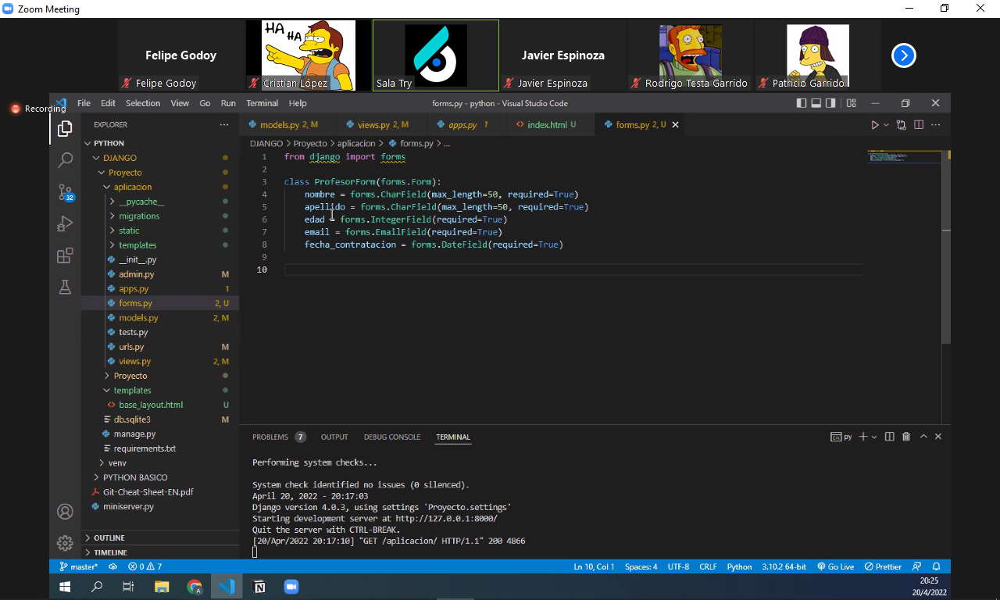 Zoom Meeting
HA
HA
Felipe Godoy
Javier Espinoza
Felipe Godoy
Cristian López
Sala Try
Javier Espinoza
Rodrigo Testa Garrido
Patricio Garrido
Recording
File Edit Selection View Go Run Terminal Help
forms.py - python - Visual Studio Code
EXPLORER
models.py 2, M
views.py 2, M
apps.py 1
index.html U
forms.py 2, U
DJANGO > Proyecto > aplicacion > forms.py > ...
PYTHON
DJANGO
Proyecto
aplicacion
__pycache__
migrations
static
templates
__init__.py
admin.py M
apps.py 1
forms.py 2, U
models.py 2, M
tests.py
urls.py M
views.py 2, M
Proyecto
templates
base_layout.html U
db.sqlite3 M
manage.py
requirements.txt
venv
PYTHON BASICO
Git-Cheat-Sheet-EN.pdf
miniserver.py
OUTLINE
TIMELINE
32
1 from django import forms
2
3 class ProfesorForm(forms.Form):
4 nombre = forms.CharField(max_length=50, required=True)
5 apellido = forms.CharField(max_length=50, required=True)
6 edad = forms.IntegerField(required=True)
7 email = forms.EmailField(required=True)
8 fecha_contratacion = forms.DateField(required=True)
9
10
PROBLEMS 7 OUTPUT DEBUG CONSOLE TERMINAL
py
Performing system checks...
System check identified no issues (0 silenced).
April 20, 2022 - 20:17:03
Django version 4.0.3, using settings 'Proyecto.settings'
Starting development server at http://127.0.0.1:8000/
Quit the server with CTRL-BREAK.
[20/Apr/2022 20:17:10] "GET /aplicacion/ HTTP/1.1" 200 4866
master* 0 7
Ln 10, Col 1 Spaces: 4 UTF-8 CRLF Python 3.10.2 64-bit Go Live Prettier
20:25
20/4/2022